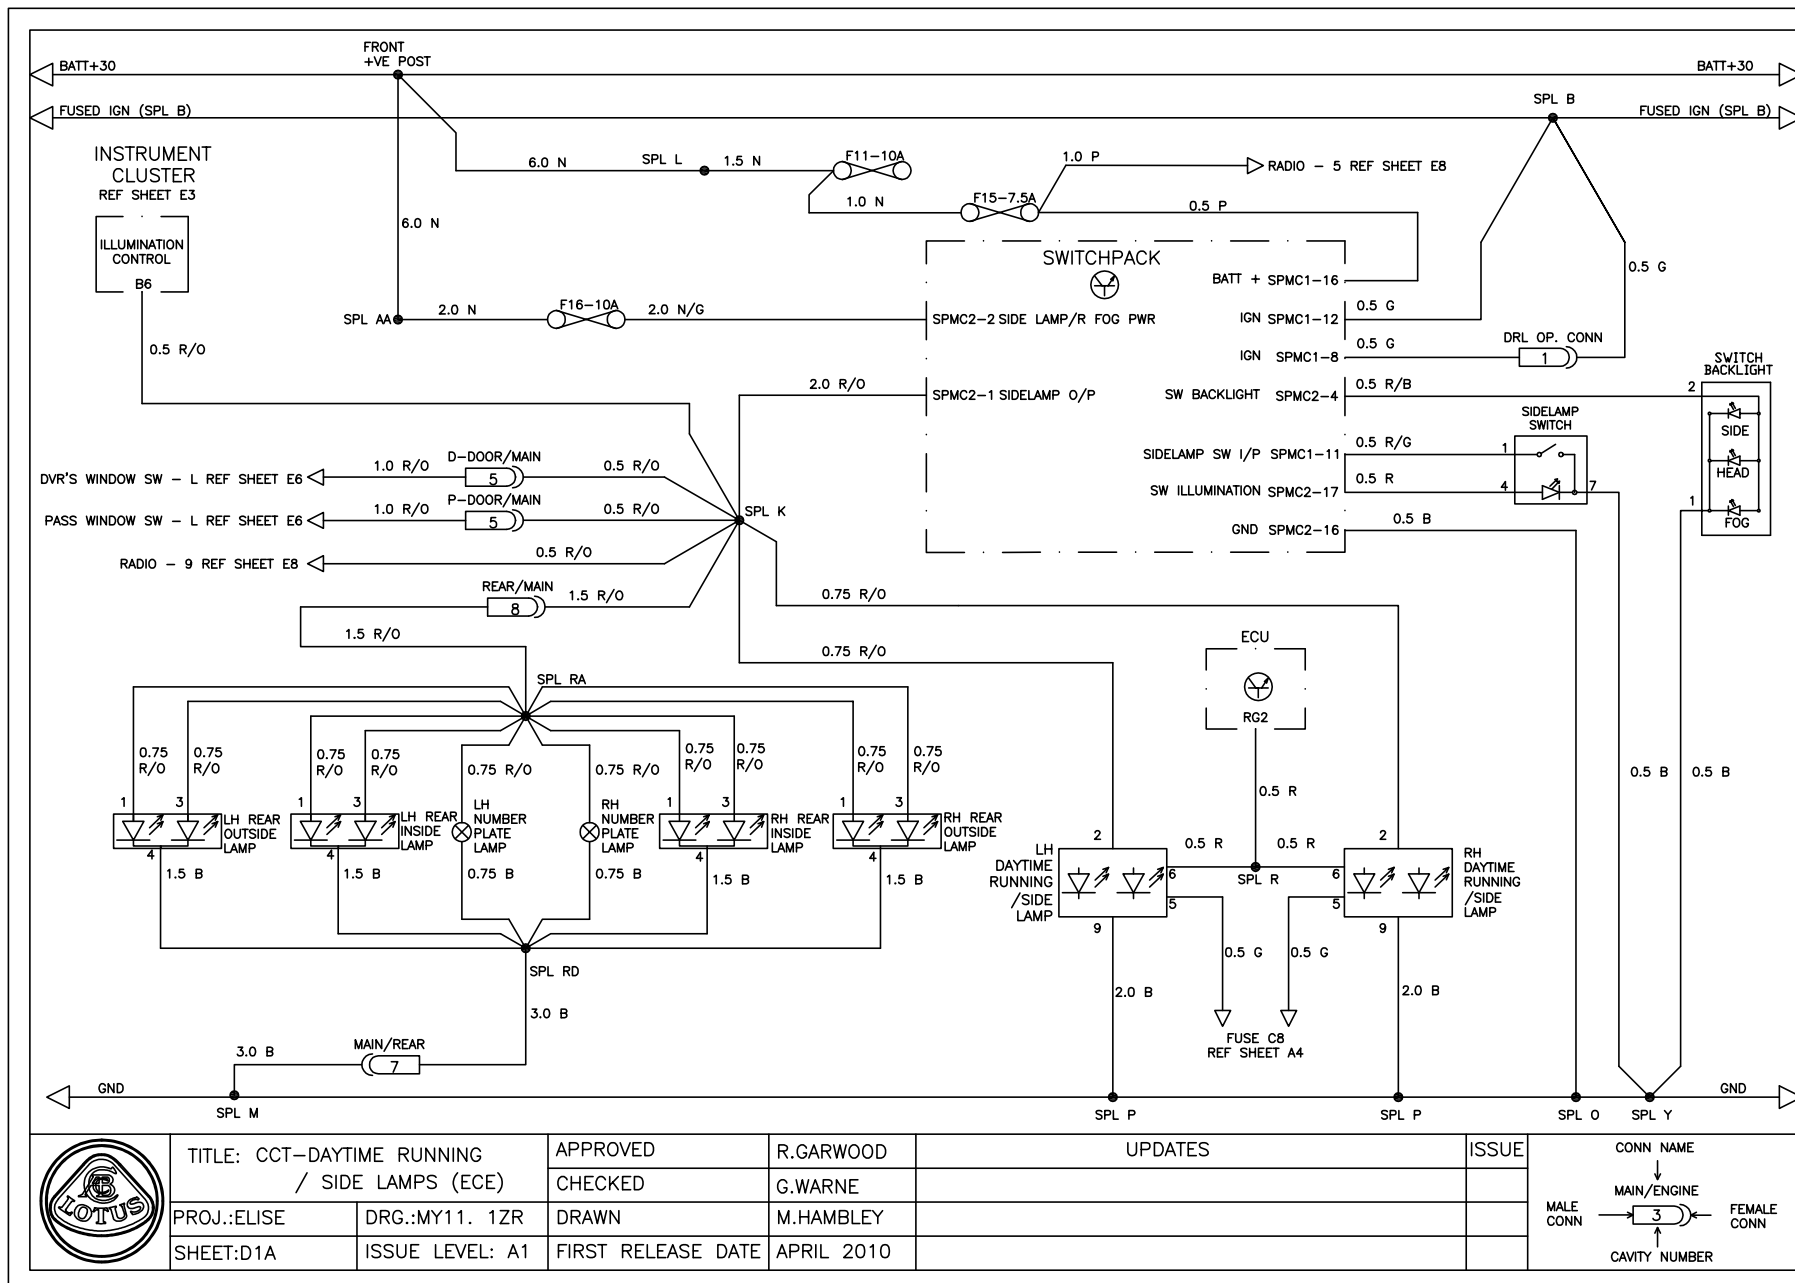 FRONT
+VE POST
BATT+30
BATT+30
FUSED IGN (SPL B)
SPL B
FUSED IGN (SPL B)
INSTRUMENT
CLUSTER
REF SHEET E3
6.0 N
SPL L
1.5 N
F11-10A
1.0 P
RADIO - 5 REF SHEET E8
1.0 N
F15-7.5A
0.5 P
6.0 N
ILLUMINATION
CONTROL
B6
SWITCHPACK
BATT + SPMC1-16
0.5 G
SPL AA
2.0 N
F16-10A
2.0 N/G
SPMC2-2 SIDE LAMP/R FOG PWR
IGN SPMC1-12
0.5 G
0.5 R/O
IGN SPMC1-8
0.5 G
DRL OP. CONN
1
SWITCH
BACKLIGHT
2.0 R/O
SPMC2-1 SIDELAMP O/P
SW BACKLIGHT SPMC2-4
0.5 R/B
2
SIDELAMP
SWITCH
SIDE
HEAD
FOG
1
SIDELAMP SW I/P SPMC1-11
0.5 R/G
1
SW ILLUMINATION SPMC2-17
0.5 R
4
7
GND SPMC2-16
0.5 B
DVR'S WINDOW SW - L REF SHEET E6
1.0 R/O
D-DOOR/MAIN
5
0.5 R/O
PASS WINDOW SW - L REF SHEET E6
1.0 R/O
P-DOOR/MAIN
5
0.5 R/O
SPL K
RADIO - 9 REF SHEET E8
0.5 R/O
REAR/MAIN
8
1.5 R/O
0.75 R/O
1.5 R/O
0.75 R/O
ECU
RG2
SPL RA
0.75
R/O
0.75
R/O
0.75
R/O
0.75
R/O
0.75 R/O
0.75 R/O
0.75
R/O
0.75
R/O
0.75
R/O
0.75
R/O
0.5 R
0.5 B
0.5 B
1
3
LH REAR
OUTSIDE
LAMP
4
1.5 B
1
3
LH REAR
INSIDE
LAMP
4
1.5 B
LH
NUMBER
PLATE
LAMP
0.75 B
RH
NUMBER
PLATE
LAMP
0.75 B
1
3
RH REAR
INSIDE
LAMP
4
1.5 B
1
3
RH REAR
OUTSIDE
LAMP
4
1.5 B
LH
DAYTIME
RUNNING
/SIDE
LAMP
2
6
5
9
0.5 R
0.5 R
SPL R
2
6
5
9
RH
DAYTIME
RUNNING
/SIDE
LAMP
0.5 G
0.5 G
2.0 B
2.0 B
FUSE C8
REF SHEET A4
SPL RD
3.0 B
3.0 B
MAIN/REAR
7
GND
SPL M
SPL P
SPL P
SPL O
SPL Y
GND
LOTUS
TITLE: CCT-DAYTIME RUNNING
/ SIDE LAMPS (ECE)
PROJ.:ELISE
DRG.:MY11. 1ZR
SHEET:D1A
ISSUE LEVEL: A1
APPROVED
R.GARWOOD
CHECKED
G.WARNE
DRAWN
M.HAMBLEY
FIRST RELEASE DATE
APRIL 2010
UPDATES
ISSUE
CONN NAME
MAIN/ENGINE
MALE
CONN
3
FEMALE
CONN
CAVITY NUMBER